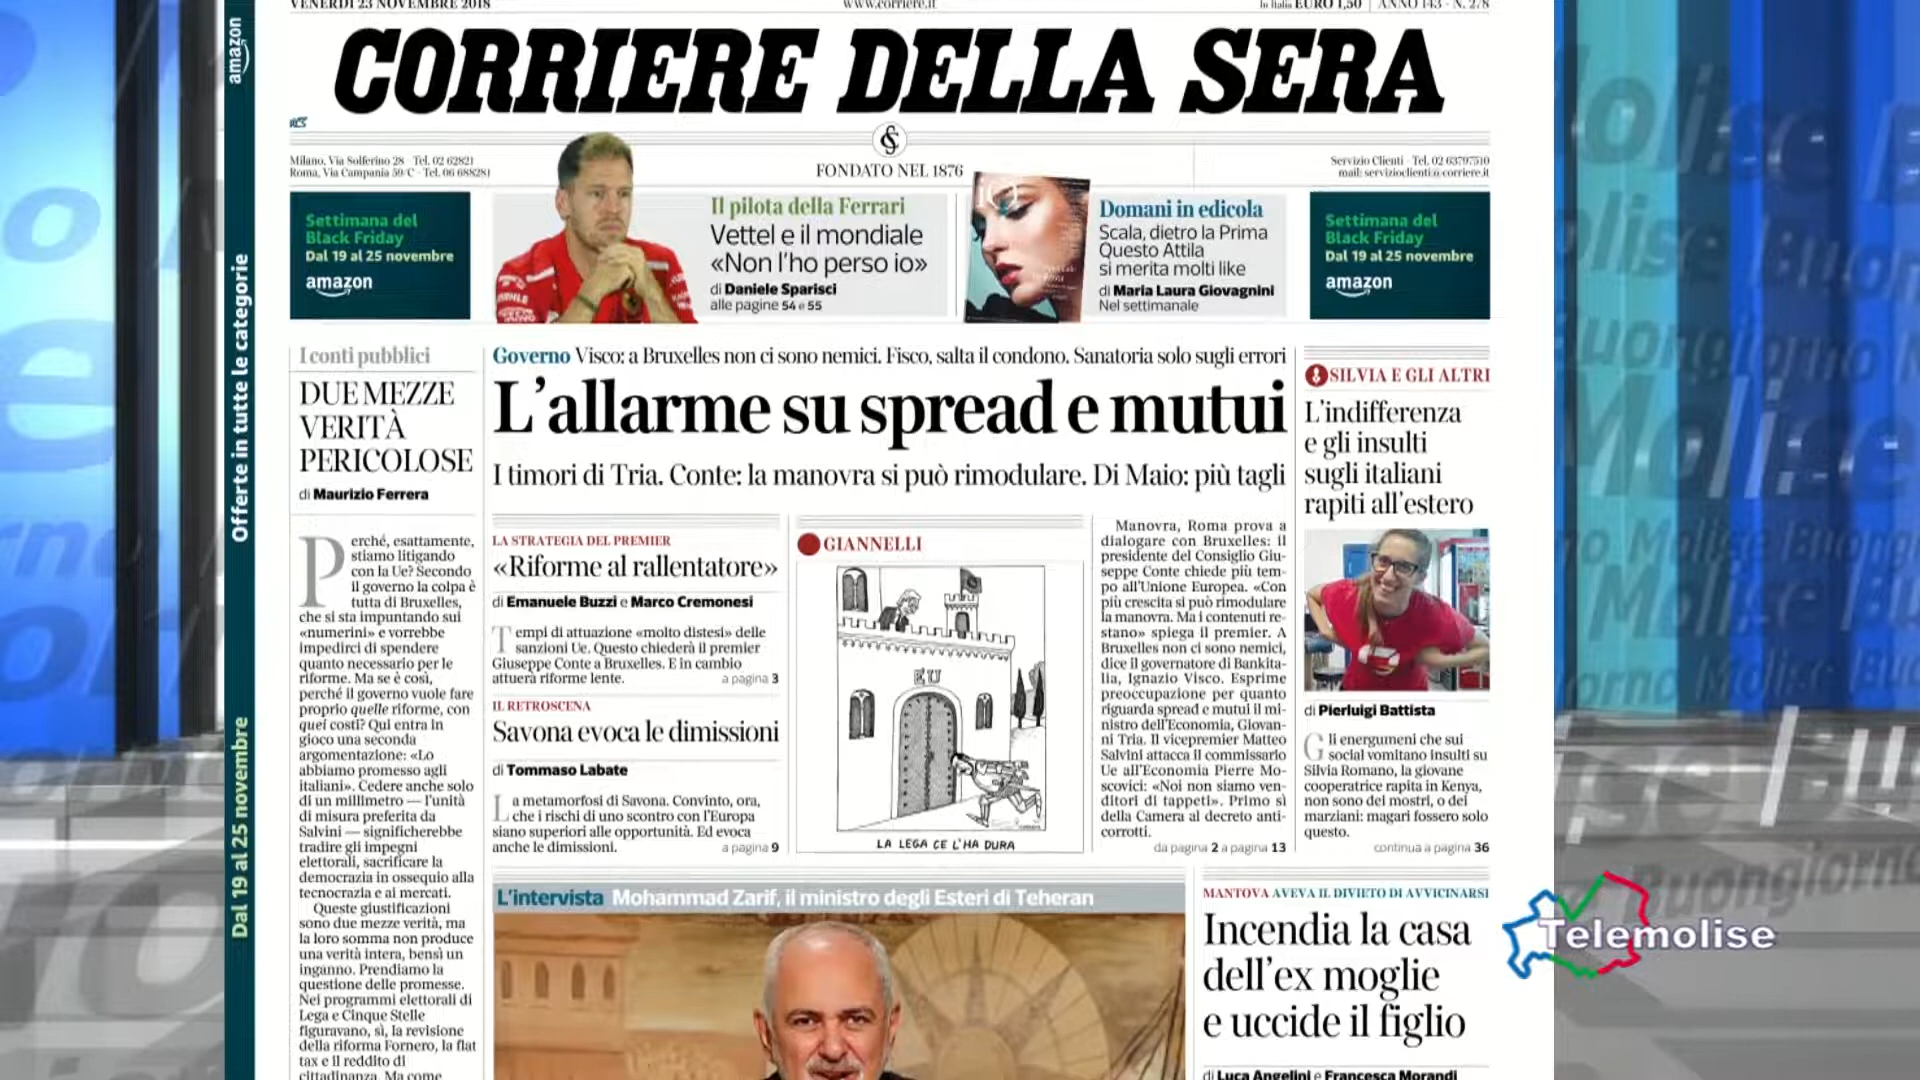 VENERDÌ 23 NOVEMBRE 2018
www.corriere.it
In Italia EURO 1,50 | ANNO 143 - N. 278
CORRIERE DELLA SERA
RCS
Milano, Via Solferino 28 - Tel. 02 62821
Roma, Via Campania 59/C - Tel. 06 688281
FONDATO NEL 1876
Servizio Clienti - Tel. 02 63797510
mail: servizioclienti@corriere.it
Settimana del
Black Friday
Dal 19 al 25 novembre
amazon
Il pilota della Ferrari
Vettel e il mondiale
«Non l'ho perso io»
di Daniele Sparisci
alle pagine 54 e 55
Domani in edicola
Scala, dietro la Prima
Questo Attila
si merita molti like
di Maria Laura Giovagnini
Nel settimanale
Settimana del
Black Friday
Dal 19 al 25 novembre
amazon
amazon
Offerte in tutte le categorie
Dal 19 al 25 novembre
I conti pubblici
DUE MEZZE
VERITÀ
PERICOLOSE
di Maurizio Ferrera
Perché, esattamente,
stiamo litigando
con la Ue? Secondo
il governo la colpa è
tutta di Bruxelles,
che si sta impuntando sui
«numerini» e vorrebbe
impedirci di spendere
quanto necessario per le
riforme. Ma se è così,
perché il governo vuole fare
proprio quelle riforme, con
quei costi? Qui entra in
gioco una seconda
argomentazione: «Lo
abbiamo promesso agli
italiani». Cedere anche solo
di un millimetro — l'unità
di misura preferita da
Salvini — significherebbe
tradire gli impegni
elettorali, sacrificare la
democrazia in ossequio alla
tecnocrazia e ai mercati.
Queste giustificazioni
sono due mezze verità, ma
la loro somma non produce
una verità intera, bensì un
inganno. Prendiamo la
questione delle promesse.
Nei programmi elettorali di
Lega e Cinque Stelle
figuravano, sì, la revisione
della riforma Fornero, la flat
tax e il reddito di
cittadinanza. Ma come
Governo Visco: a Bruxelles non ci sono nemici. Fisco, salta il condono. Sanatoria solo sugli errori
L'allarme su spread e mutui
I timori di Tria. Conte: la manovra si può rimodulare. Di Maio: più tagli
LA STRATEGIA DEL PREMIER
«Riforme al rallentatore»
di Emanuele Buzzi e Marco Cremonesi
Tempi di attuazione «molto distesi» delle
sanzioni Ue. Questo chiederà il premier
Giuseppe Conte a Bruxelles. E in cambio
attuerà riforme lente.
a pagina 3
IL RETROSCENA
Savona evoca le dimissioni
di Tommaso Labate
La metamorfosi di Savona. Convinto, ora,
che i rischi di uno scontro con l'Europa
siano superiori alle opportunità. Ed evoca
anche le dimissioni.
a pagina 9
GIANNELLI
EU
LA LEGA CE L'HA DURA
Manovra, Roma prova a
dialogare con Bruxelles: il
presidente del Consiglio Giu-
seppe Conte chiede più tem-
po all'Unione Europea. «Con
più crescita si può rimodulare
la manovra. Ma i contenuti re-
stano» spiega il premier. A
Bruxelles non ci sono nemici,
dice il governatore di Bankita-
lia, Ignazio Visco. Esprime
preoccupazione per quanto
riguarda spread e mutui il mi-
nistro dell'Economia, Giovan-
ni Tria. Il vicepremier Matteo
Salvini attacca il commissario
Ue all'Economia Pierre Mo-
scovici: «Noi non siamo ven-
ditori di tappeti». Primo sì
della Camera al decreto anti-
corrotti.
da pagina 2 a pagina 13
SILVIA E GLI ALTRI
L'indifferenza
e gli insulti
sugli italiani
rapiti all'estero
di Pierluigi Battista
Gli energumeni che sui
social vomitano insulti su
Silvia Romano, la giovane
cooperatrice rapita in Kenya,
non sono dei mostri, o dei
marziani: magari fossero solo
questo.
continua a pagina 36
L'intervista Mohammad Zarif, il ministro degli Esteri di Teheran
MANTOVA AVEVA IL DIVIETO DI AVVICINARSI
Incendia la casa
dell'ex moglie
e uccide il figlio
di Luca Angelini e Francesca Morandi
Telemolise
Buongiorno